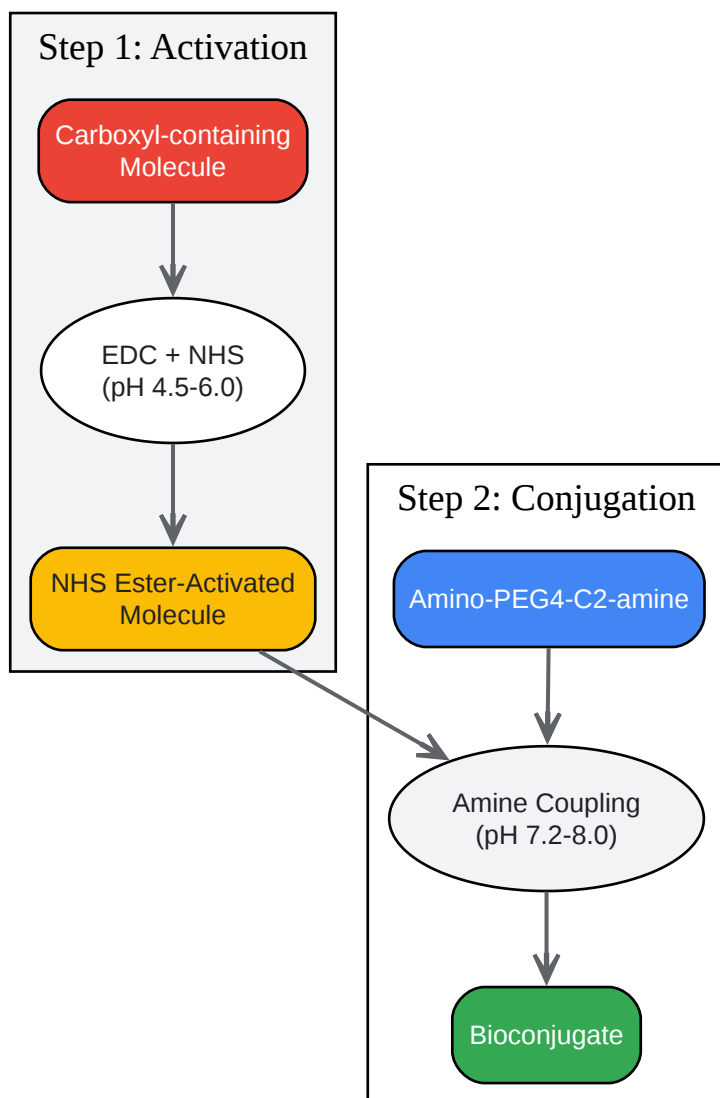 Step 1: Activation
Carboxyl-containing
Molecule
EDC + NHS
(pH 4.5-6.0)
NHS Ester-Activated
Molecule
Step 2: Conjugation
Amino-PEG4-C2-amine
Amine Coupling
(pH 7.2-8.0)
Bioconjugate